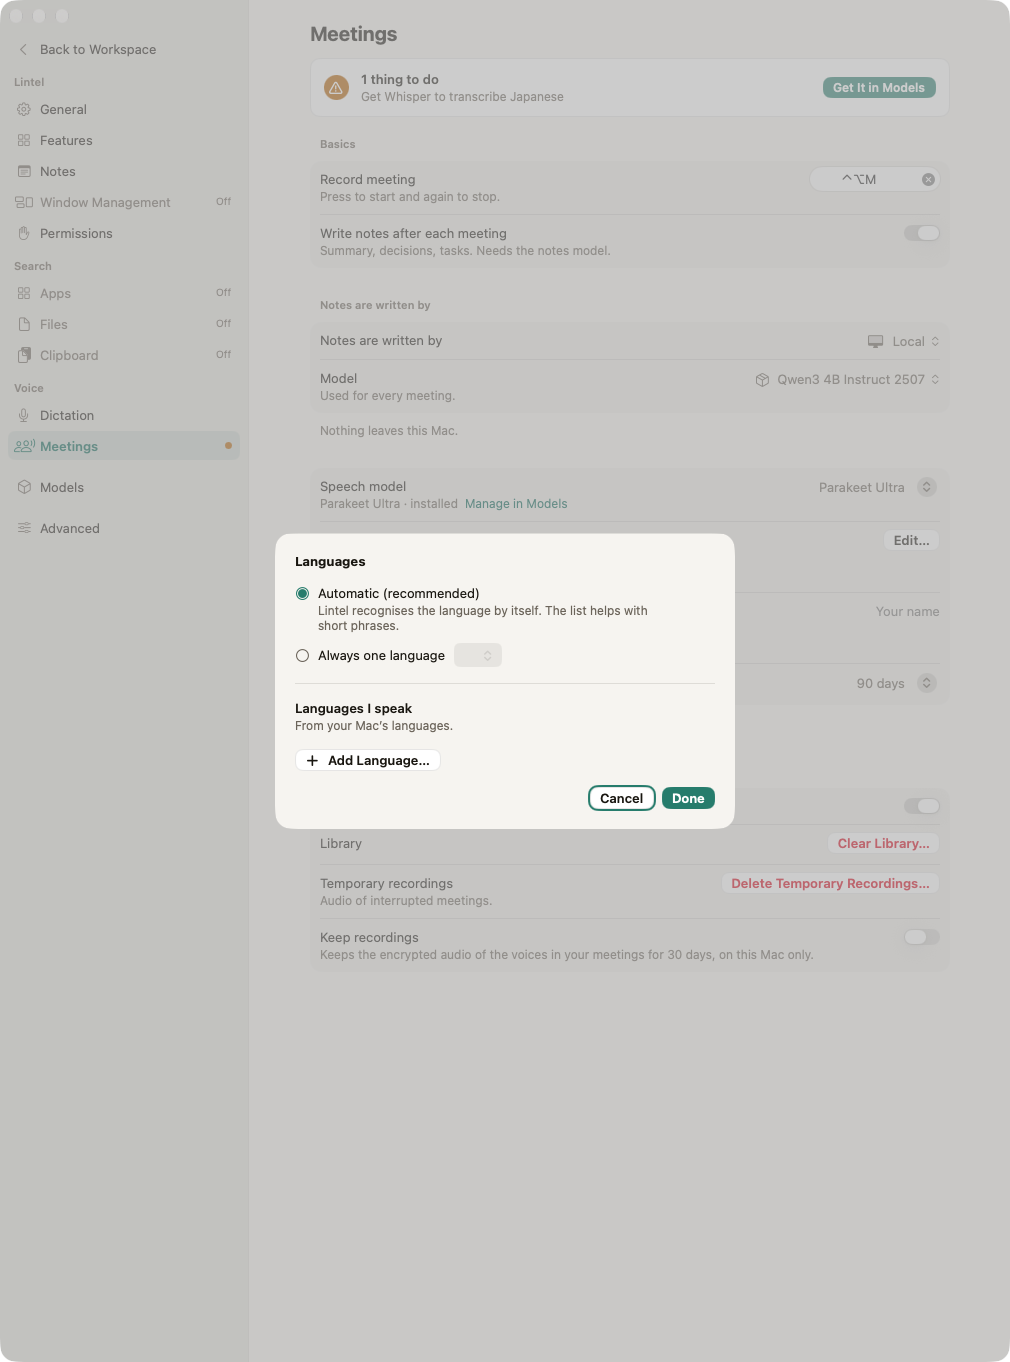 Back to Workspace
Lintel
General
Features
Notes
Window Management Off
Permissions
Search
Apps Off
Files Off
Clipboard Off
Voice
Dictation
Meetings
Models
Advanced
Meetings
1 thing to do
Get Whisper to transcribe Japanese
Get It in Models
Basics
Record meeting
Press to start and again to stop.
⌃⌥M
Write notes after each meeting
Summary, decisions, tasks. Needs the notes model.
Notes are written by
Notes are written by
Local
Model
Used for every meeting.
Qwen3 4B Instruct 2507
Nothing leaves this Mac.
Speech model
Parakeet Ultra · installed Manage in Models
Parakeet Ultra
Edit...
Your name
90 days
Languages
Automatic (recommended)
Lintel recognises the language by itself. The list helps with
short phrases.
Always one language
Languages I speak
From your Mac’s languages.
Add Language...
Cancel
Done
Library
Clear Library...
Temporary recordings
Audio of interrupted meetings.
Delete Temporary Recordings...
Keep recordings
Keeps the encrypted audio of the voices in your meetings for 30 days, on this Mac only.